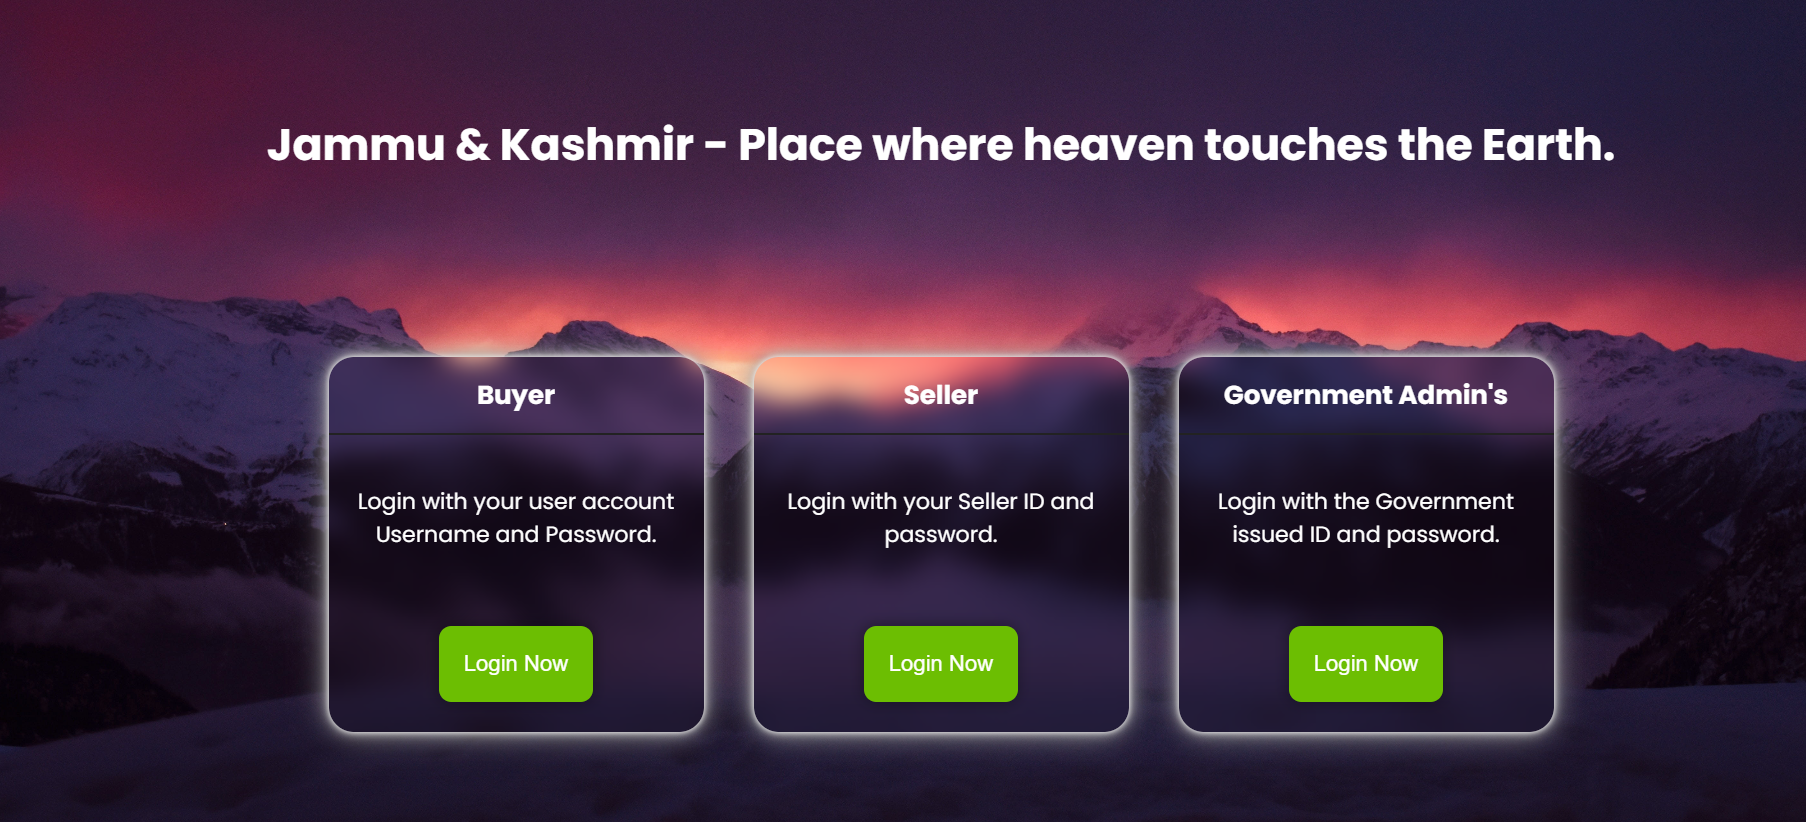 Jammu & Kashmir - Place where heaven touches the Earth.
Buyer
Login with your user account
Username and Password.
Login Now
Seller
Login with your Seller ID and
password.
Login Now
Government Admin's
Login with the Government
issued ID and password.
Login Now